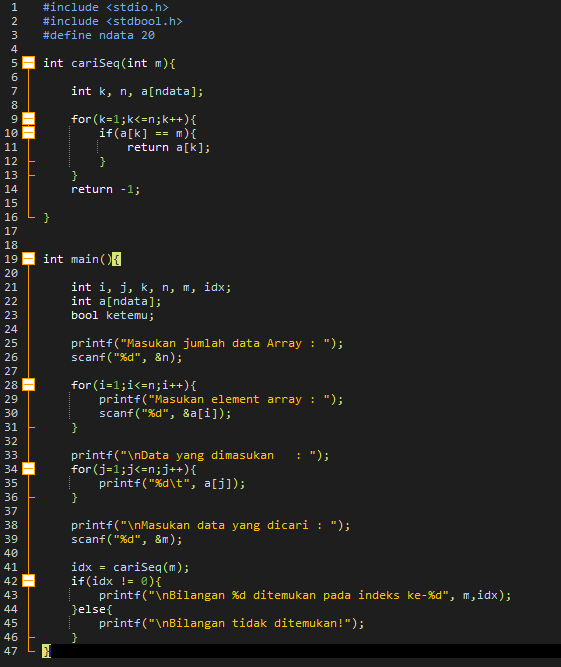 1 #include <stdio.h>
2 #include <stdbool.h>
3 #define ndata 20
4
5 int cariSeq(int m){
6
7     int k, n, a[ndata];
8
9     for(k=1;k<=n;k++){
10         if(a[k] == m){
11             return a[k];
12         }
13     }
14     return -1;
15
16 }
17
18
19 int main(){
20
21     int i, j, k, n, m, idx;
22     int a[ndata];
23     bool ketemu;
24
25     printf("Masukan jumlah data Array : ");
26     scanf("%d", &n);
27
28     for(i=1;i<=n;i++){
29         printf("Masukan element array : ");
30         scanf("%d", &a[i]);
31     }
32
33     printf("\nData yang dimasukan   : ");
34     for(j=1;j<=n;j++){
35         printf("%d\t", a[j]);
36     }
37
38     printf("\nMasukan data yang dicari : ");
39     scanf("%d", &m);
40
41     idx = cariSeq(m);
42     if(idx != 0){
43         printf("\nBilangan %d ditemukan pada indeks ke-%d", m,idx);
44     }else{
45         printf("\nBilangan tidak ditemukan!");
46     }
47 }